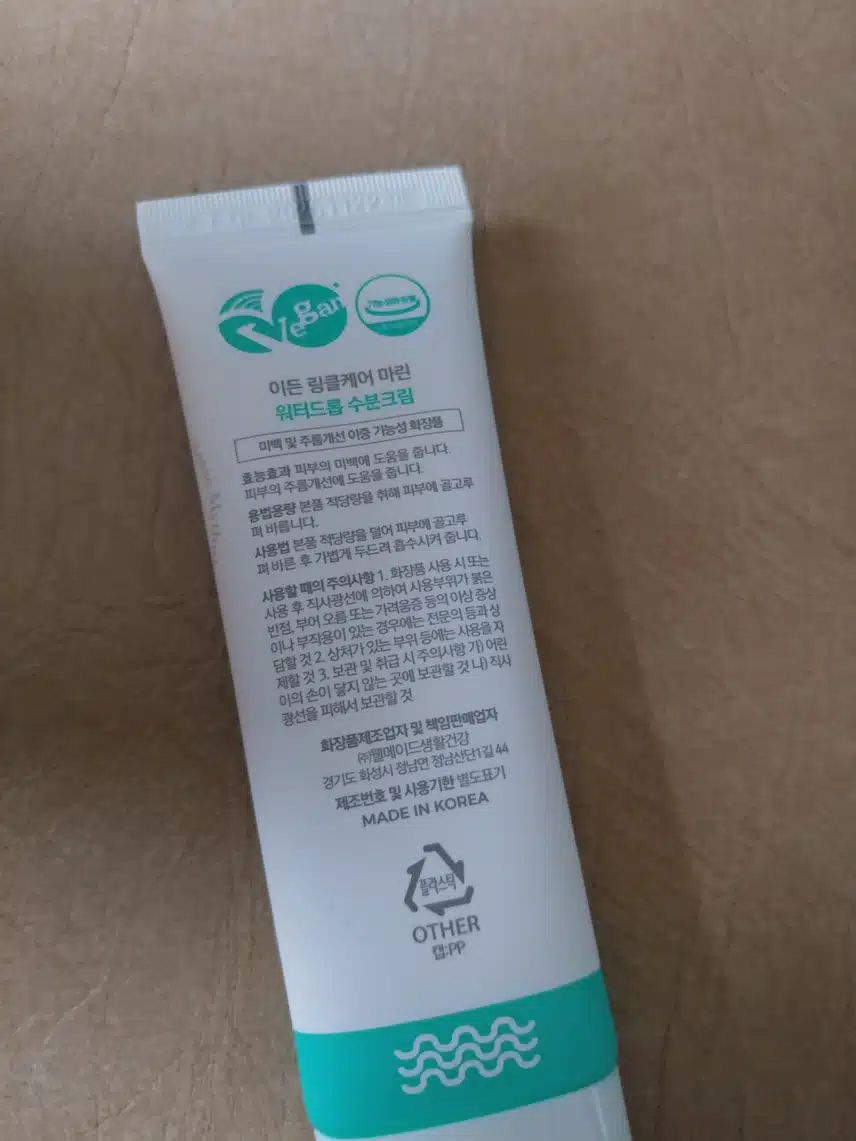 Vegan
이든 링클케어 마린
워터드롭 수분크림
미백 및 주름개선 이중 기능성 화장품
효능효과 피부의 미백에 도움을 줍니다.
피부의 주름개선에 도움을 줍니다.
용법용량 본품 적당량을 취해 피부에 골고루
펴 바릅니다.
사용법 본품 적당량을 덜어 피부에 골고루
펴 바른 후 가볍게 두드려 흡수시켜 줍니다.
사용할 때의 주의사항 1. 화장품 사용 시 또는
사용 후 직사광선에 의하여 사용부위가 붉은
반점, 부어 오름 또는 가려움증 등의 이상 증상
이나 부작용이 있는 경우에는 전문의 등과 상
담할 것 2. 상처가 있는 부위 등에는 사용을 자
제할 것 3. 보관 및 취급 시 주의사항 가) 어린
이의 손이 닿지 않는 곳에 보관할 것 나) 직사
광선을 피해서 보관할 것
화장품제조업자 및 책임판매업자
㈜웰메이드생활건강
경기도 화성시 정남면 정남산단1길 44
제조번호 및 사용기한 별도표기
MADE IN KOREA
플라스틱
OTHER
캡:PP